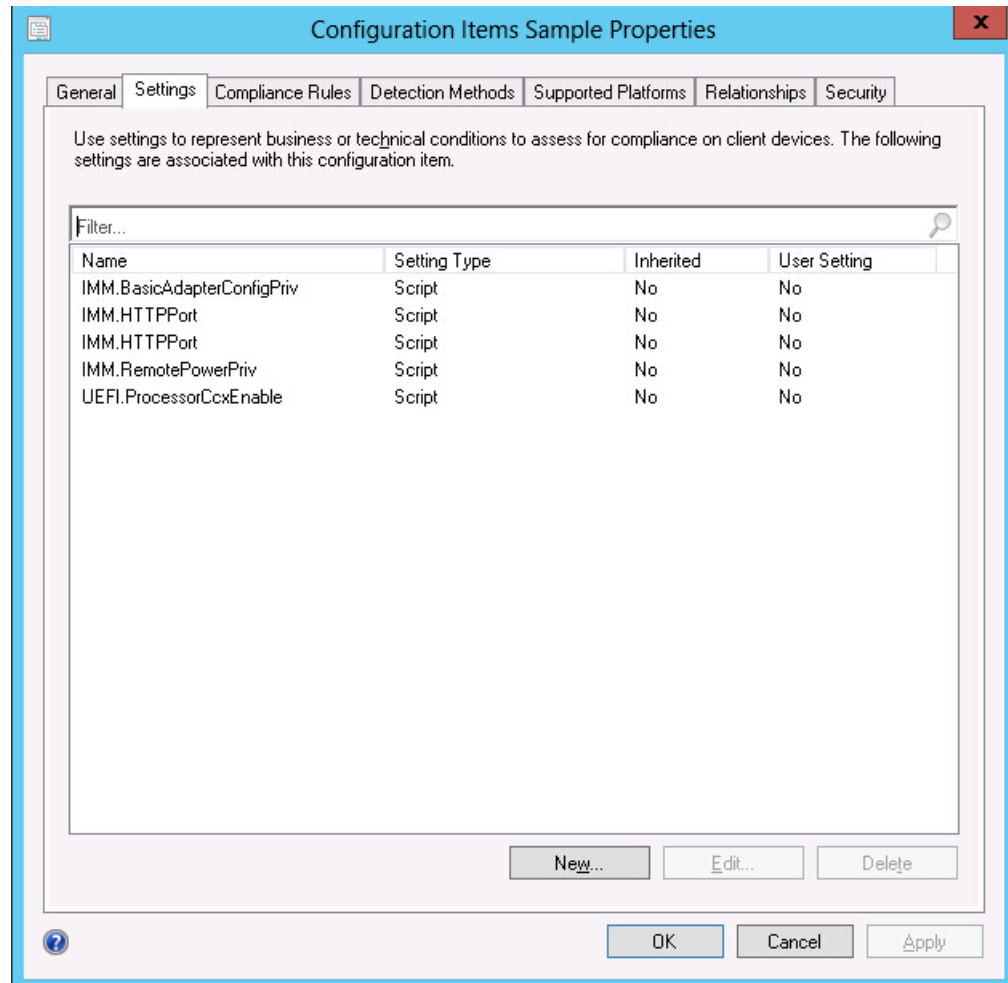 Configuration Items Sample Properties
x
General Settings Compliance Rules Detection Methods Supported Platforms Relationships Security
Use settings to represent business or technical conditions to assess for compliance on client devices. The following
settings are associated with this configuration item.
Filter...
Name Setting Type Inherited User Setting
IMM.BasicAdapterConfigPriv Script No No
IMM.HTTPPort Script No No
IMM.HTTPPort Script No No
IMM.RemotePowerPriv Script No No
UEFI.ProcessorCcxEnable Script No No
New... Edit... Delete
? OK Cancel Apply